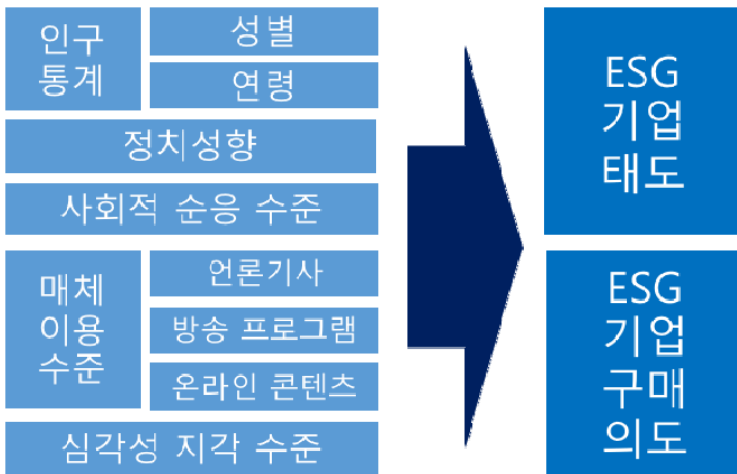 인구
통계
성별
연령
정치성향
사회적 순응 수준
매체
이용
수준
언론기사
방송 프로그램
온라인 콘텐츠
심각성 지각 수준
ESG
기업
태도
ESG
기업
구매
의도